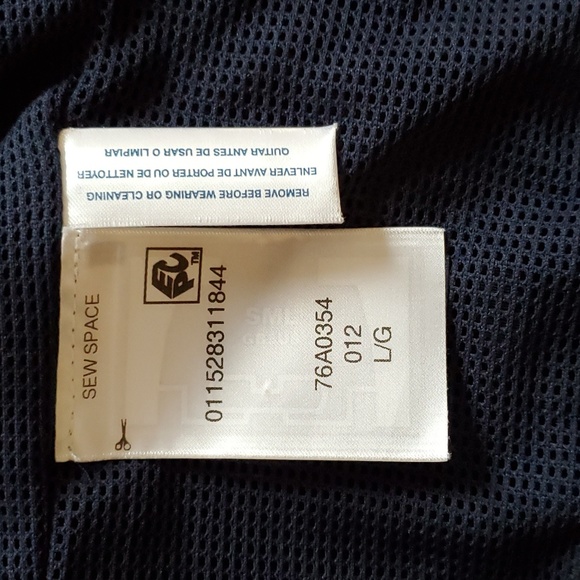 REMOVE BEFORE WEARING OR CLEANING
ENLEVER AVANT DE PORTER OU DE NETTOYER
QUITAR ANTES DE USAR O LIMPIAR
SEW SPACE
EPC™
011528311844
76A0354
012
L/G